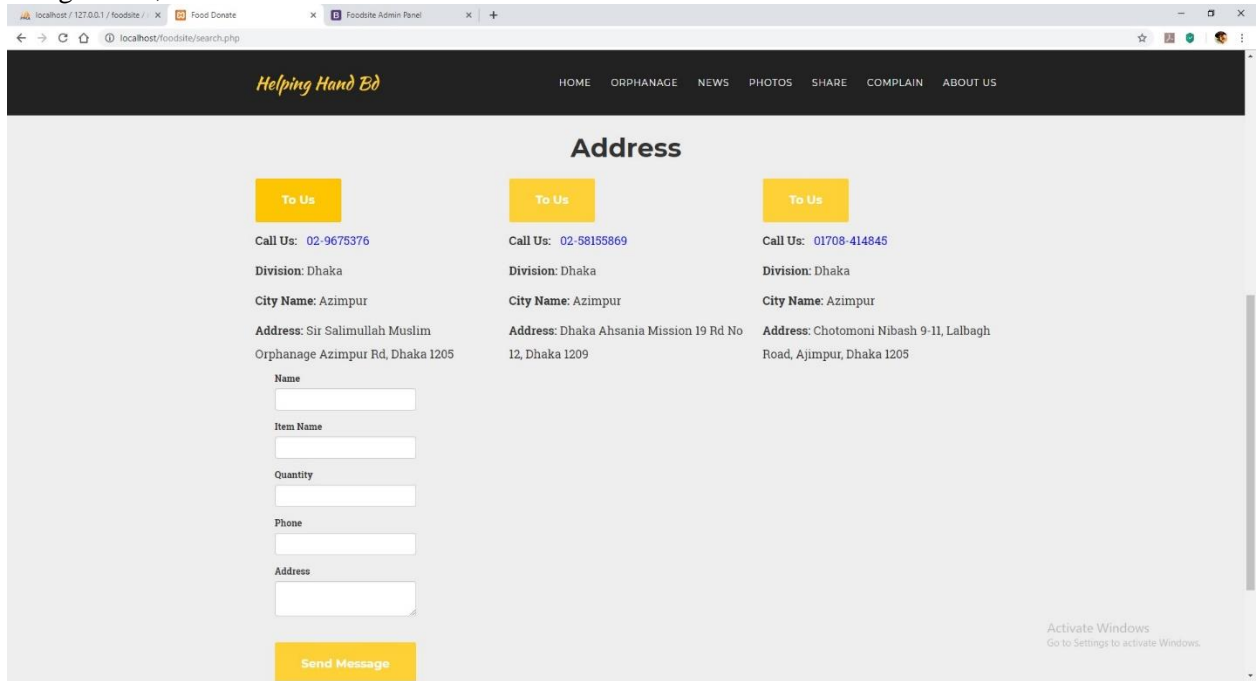 localhost / 127.0.0.1 / foodsite /
Food Donate
Foodsite Admin Panel
localhost/foodsite/search.php
Helping Hand Bd
HOME ORPHANAGE NEWS PHOTOS SHARE COMPLAIN ABOUT US
Address
To Us
Call Us: 02-9675376
Division: Dhaka
City Name: Azimpur
Address: Sir Salimullah Muslim
Orphanage Azimpur Rd, Dhaka 1205
To Us
Call Us: 02-58155869
Division: Dhaka
City Name: Azimpur
Address: Dhaka Ahsania Mission 19 Rd No
12, Dhaka 1209
To Us
Call Us: 01708-414845
Division: Dhaka
City Name: Azimpur
Address: Chotomoni Nibash 9-11, Lalbagh
Road, Ajimpur, Dhaka 1205
Name
Item Name
Quantity
Phone
Address
Send Message
Activate Windows
Go to Settings to activate Windows.